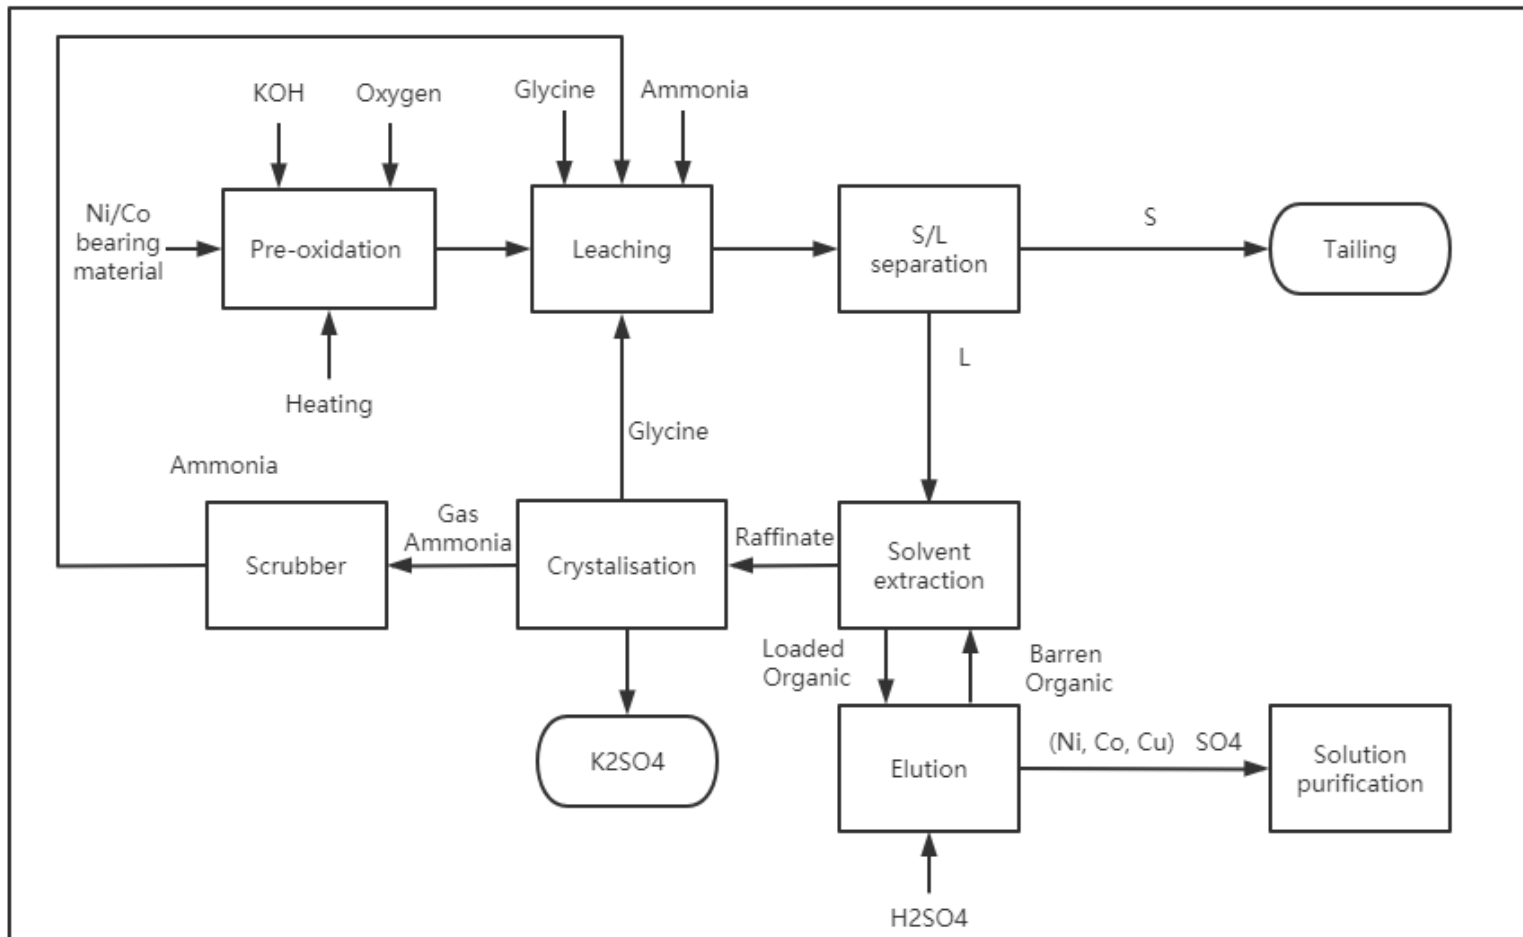 KOH
Oxygen
Glycine
Ammonia
Ni/Co
bearing
material
Pre-oxidation
Leaching
S/L
separation
S
Tailing
L
Heating
Glycine
Ammonia
Scrubber
Gas
Ammonia
Crystalisation
Raffinate
Solvent
extraction
Loaded
Organic
Barren
Organic
K2SO4
Elution
(Ni, Co, Cu) SO4
Solution
purification
H2SO4